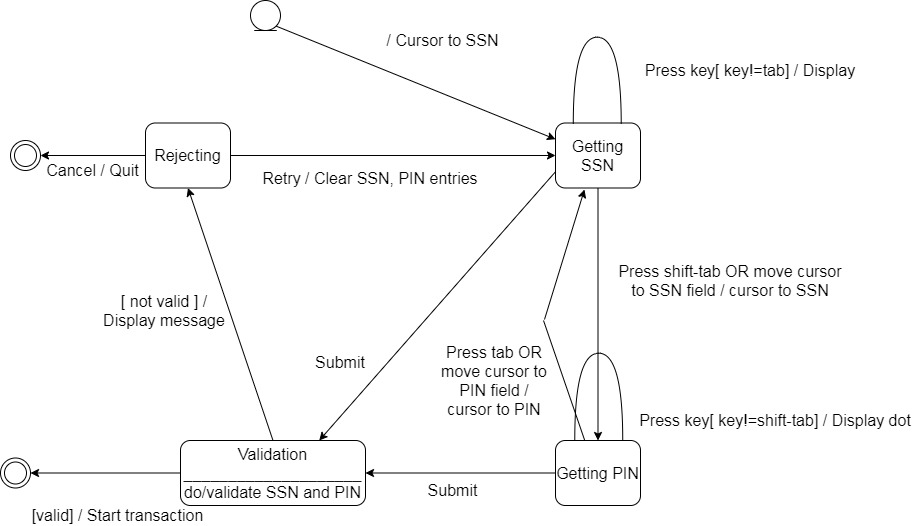 / Cursor to SSN
Press key[ key!=tab] / Display
Getting
SSN
Rejecting
Cancel / Quit
Retry / Clear SSN, PIN entries
Press shift-tab OR move cursor
to SSN field / cursor to SSN
[ not valid ] /
Display message
Submit
Press tab OR
move cursor to
PIN field /
cursor to PIN
Press key[ key!=shift-tab] / Display dot
Validation
do/validate SSN and PIN
Getting PIN
Submit
[valid] / Start transaction